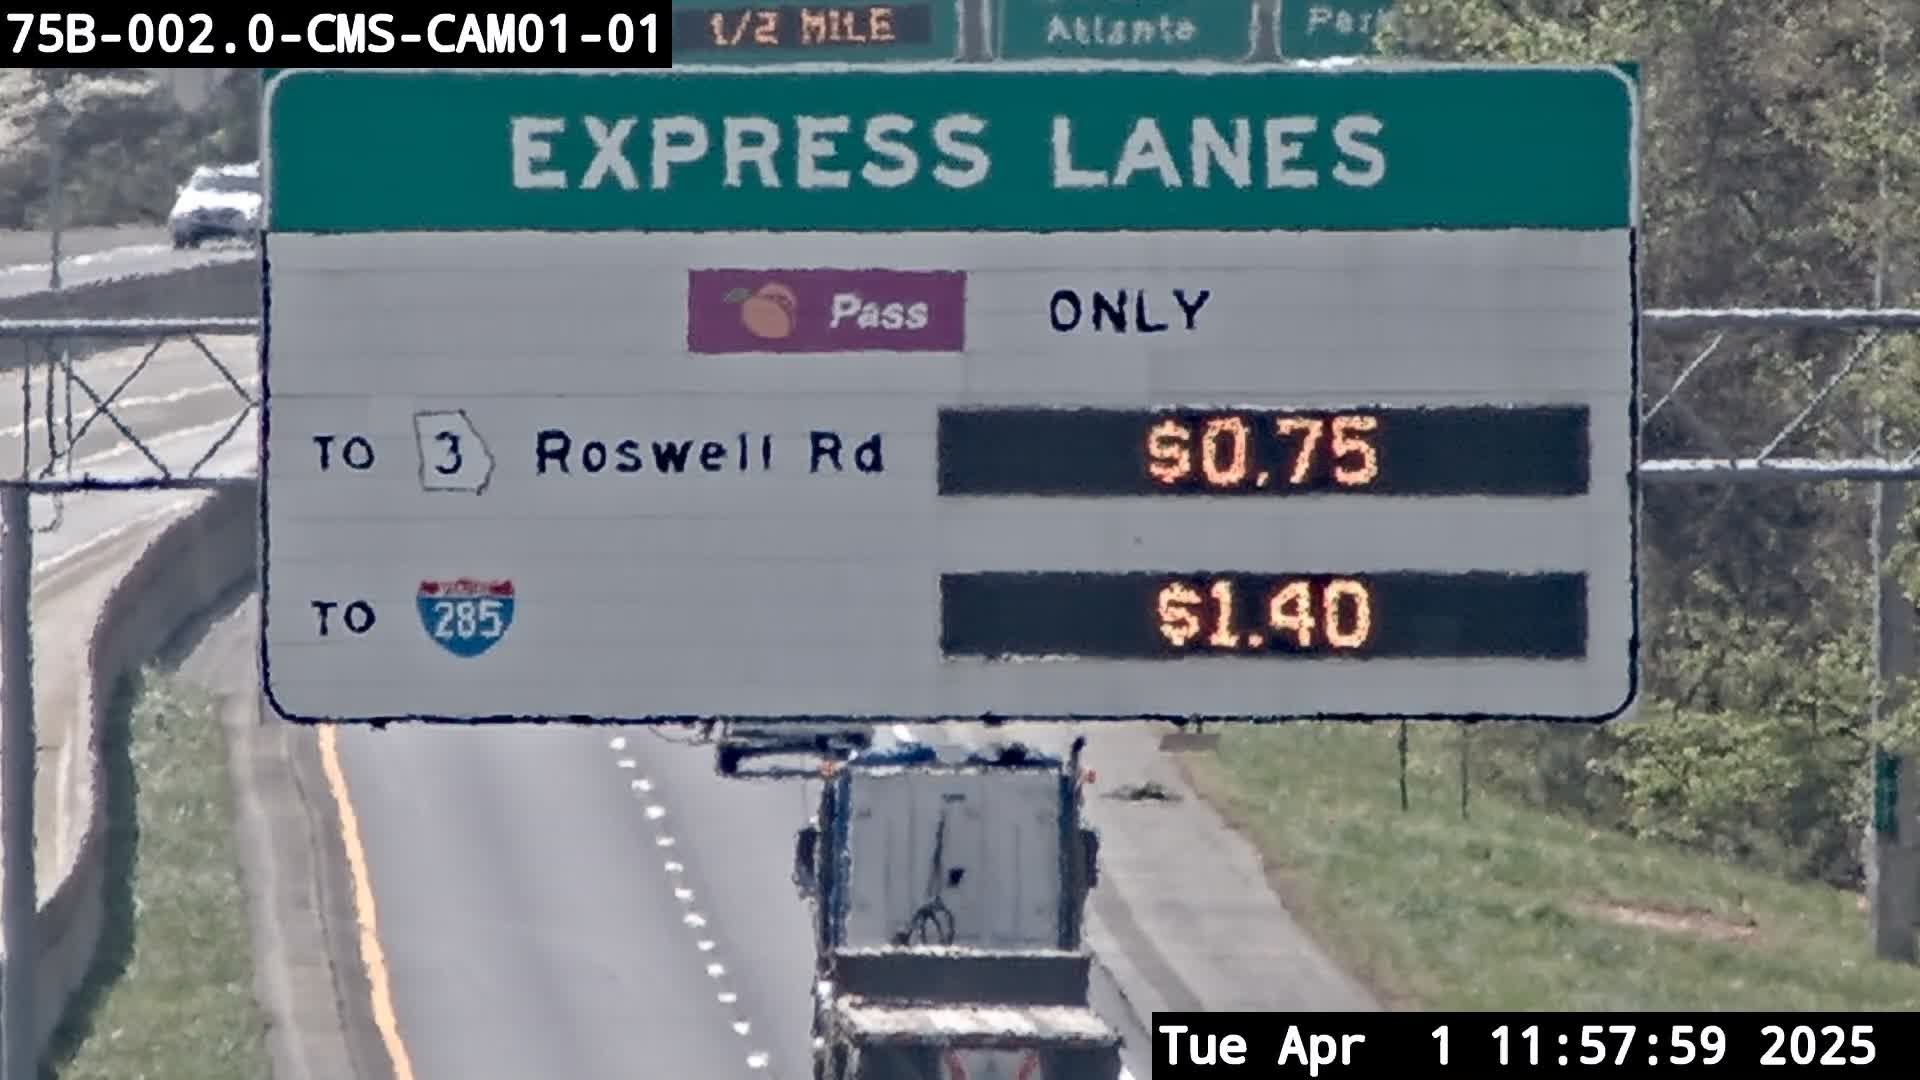 75B-002.0-CMS-CAM01-01
1/2 MILE
Atlanta
EXPRESS LANES
Pass ONLY
TO 3 Roswell Rd $0.75
TO 285 $1.40
Tue Apr 1 11:57:59 2025